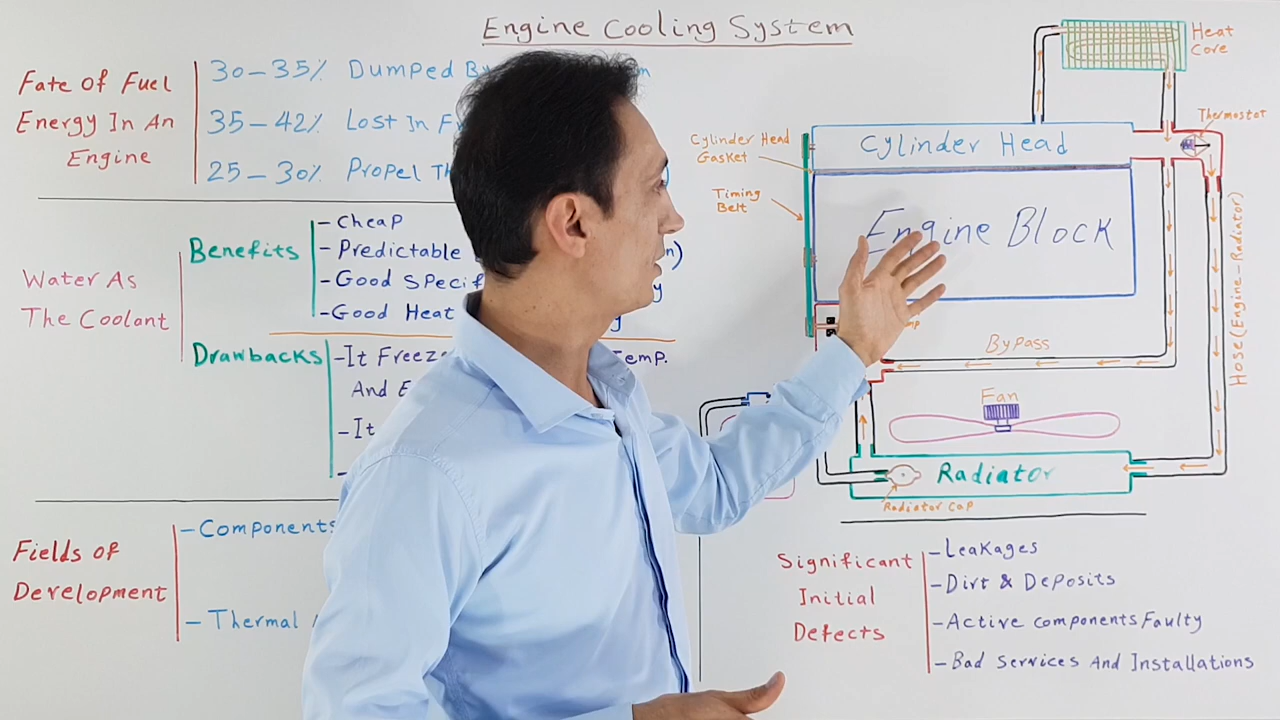 Engine Cooling System
Fate Of Fuel
Energy In An
Engine
30-35% Dumped By
35-42% Lost In
25-30% Propel
Water As
The Coolant
Benefits
-Cheap
-Predictable
-Good Specif
-Good Heat
Drawbacks
-It Freeze
Temp.
And
-It
Fields of
Development
-Components
-Thermal
Heat
Core
Thermostat
Cylinder Head
Gasket
Timing
Belt
Cylinder Head
Engine Block
Bypass
Hose (Engine-Radiator)
Fan
Radiator
Radiator Cap
Significant
Initial
Defects
-Leakages
-Dirt & Deposits
-Active components Faulty
-Bad Services And Installations